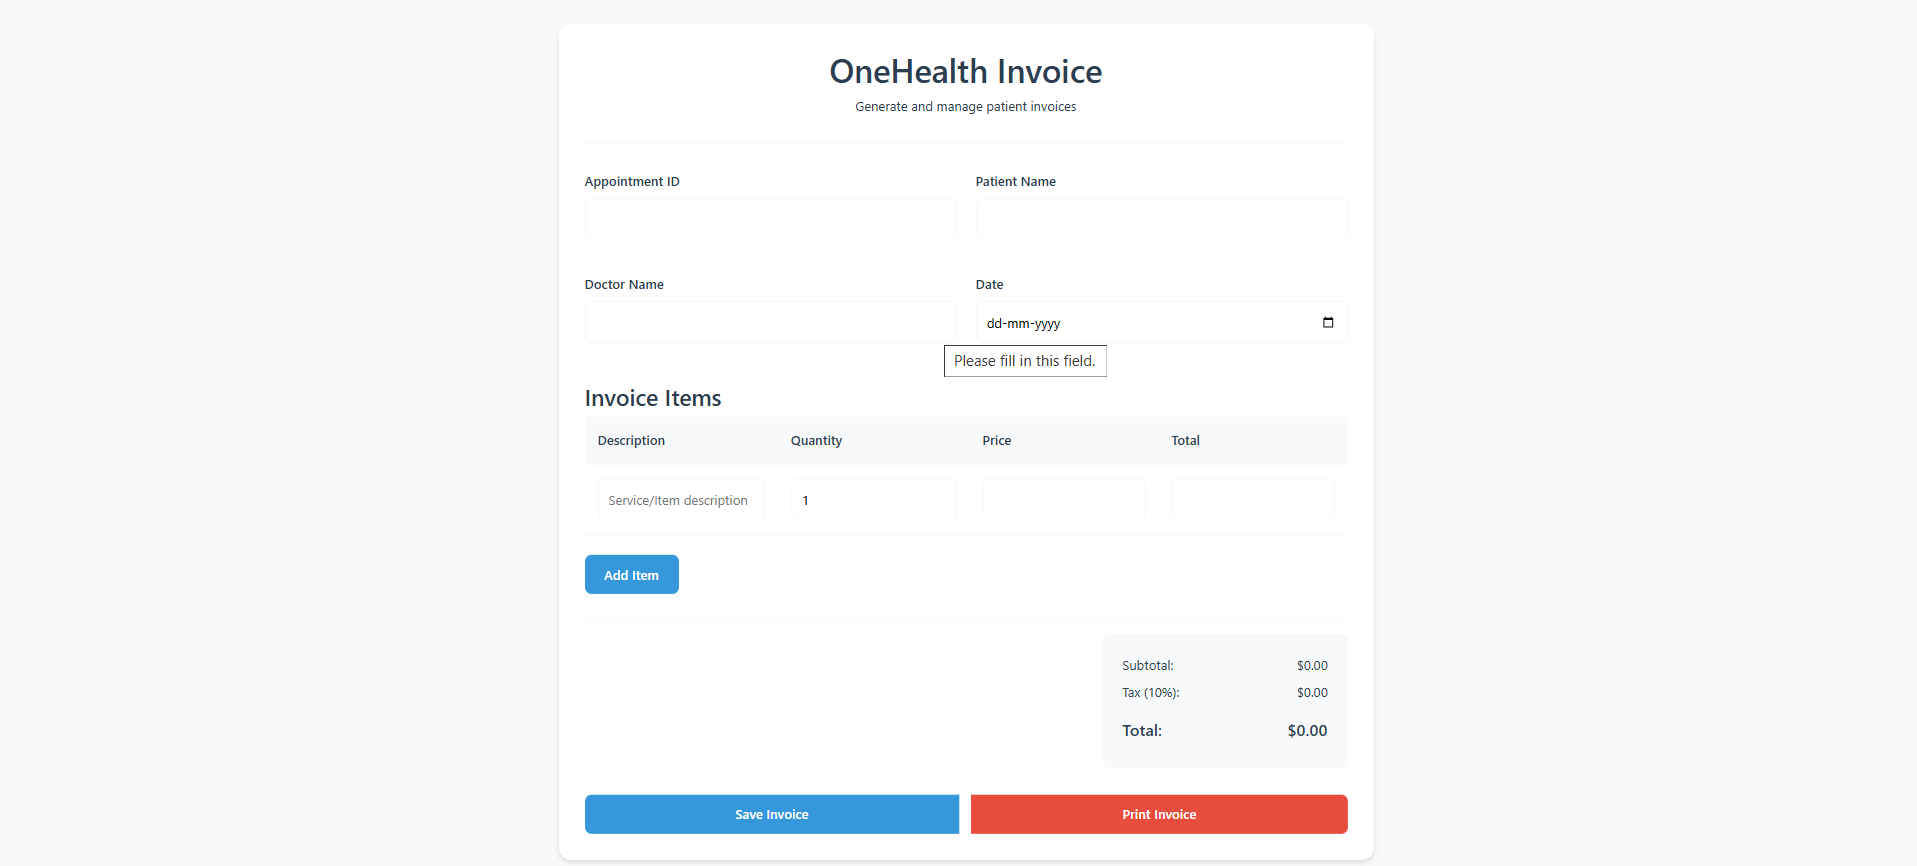 OneHealth Invoice
Generate and manage patient invoices
Appointment ID
Patient Name
Doctor Name
Date
dd-mm-yyyy
Please fill in this field.
Invoice Items
Description Quantity Price Total
Service/Item description 1
Add Item
Subtotal: $0.00
Tax (10%): $0.00
Total: $0.00
Save Invoice
Print Invoice